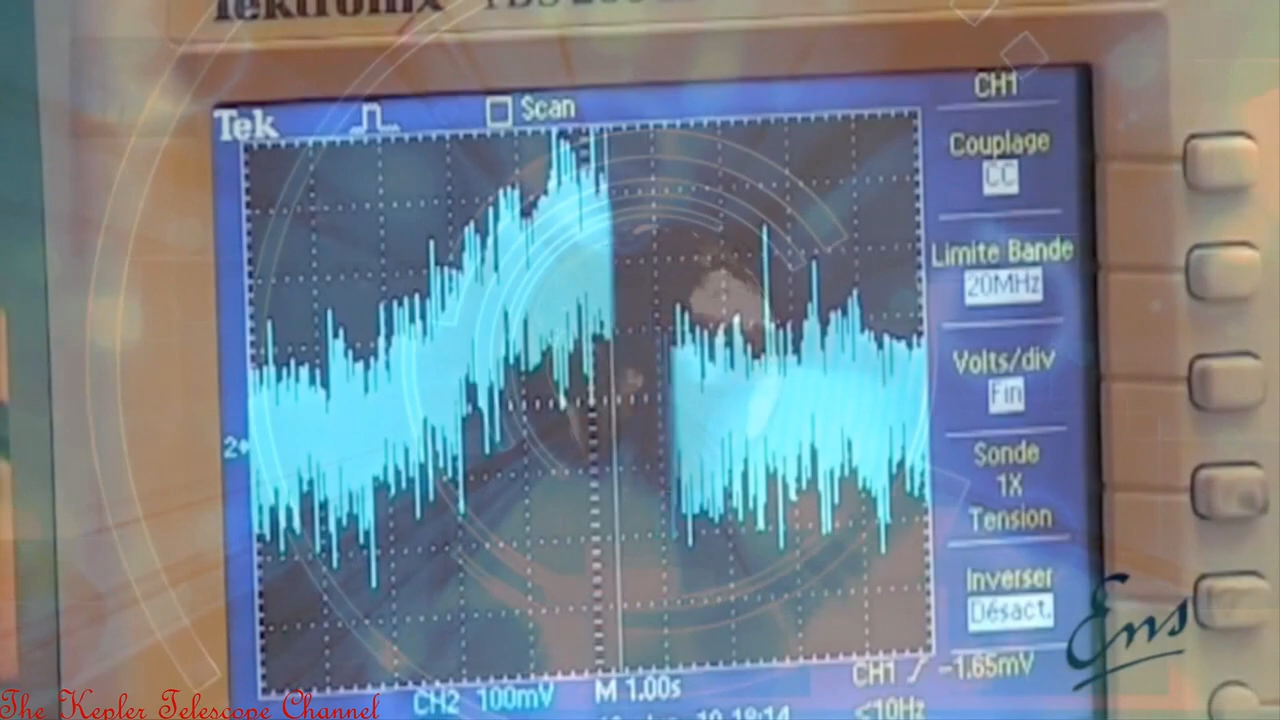 Tektronix
Tek
Scan
CH1
Couplage
CC
Limite Bande
20MHz
Volts/div
Fin
Sonde
1X
Tension
Inverser
Désact.
2
CH2 100mV
M 1.00s
CH1
-1.65mV
<10Hz
Ens
The Kepler Telescope Channel